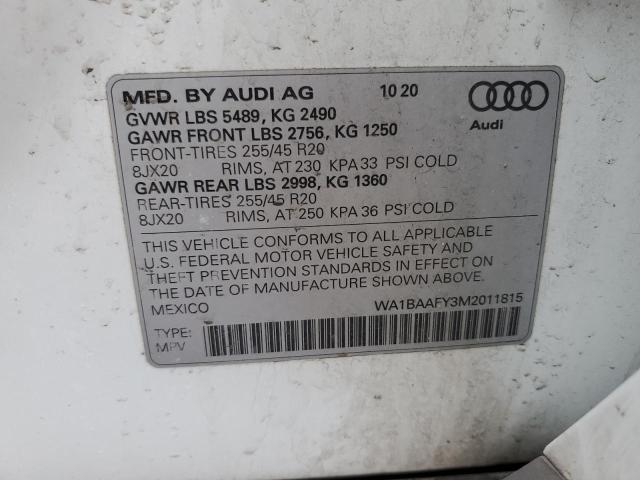 MFD. BY AUDI AG 10 20
GVWR LBS 5489, KG 2490
GAWR FRONT LBS 2756, KG 1250
FRONT-TIRES 255/45 R20
8JX20 RIMS, AT 230 KPA 33 PSI COLD
GAWR REAR LBS 2998, KG 1360
REAR-TIRES 255/45 R20
8JX20 RIMS, AT 250 KPA 36 PSI COLD
Audi
THIS VEHICLE CONFORMS TO ALL APPLICABLE
U.S. FEDERAL MOTOR VEHICLE SAFETY AND
THEFT PREVENTION STANDARDS IN EFFECT ON
THE DATE OF MANUFACTURE SHOWN ABOVE.
MEXICO WA1BAAFY3M2011815
TYPE:
MPV